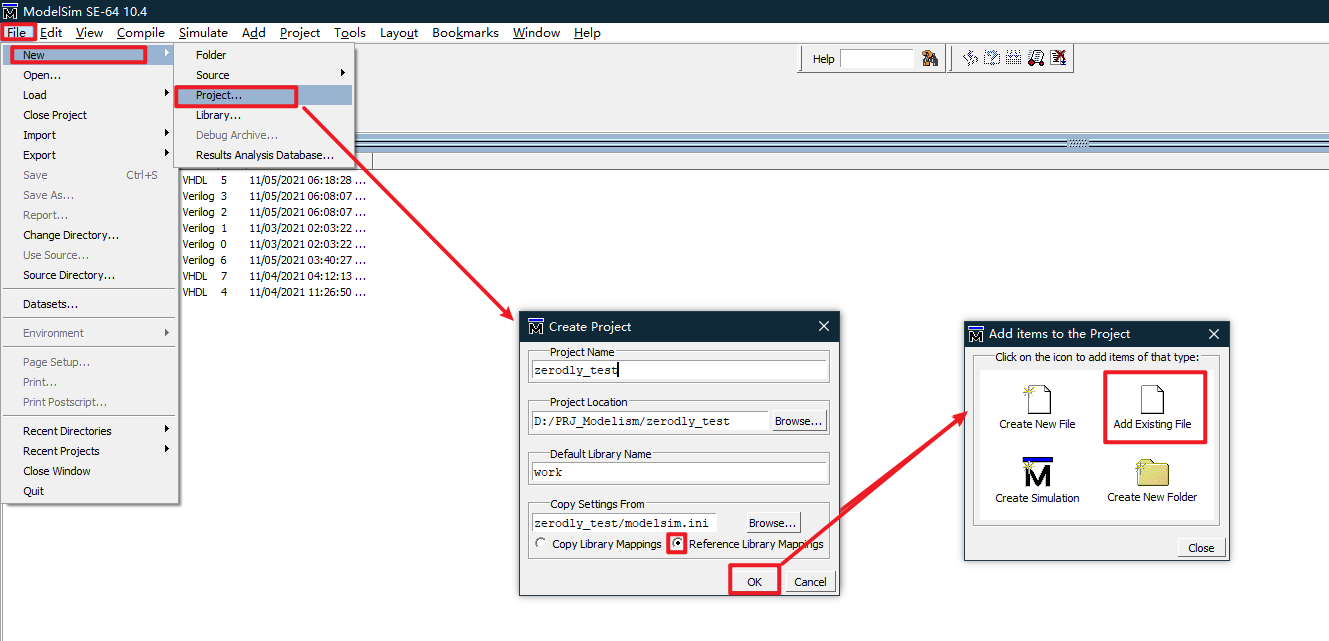 ModelSim SE-64 10.4
File Edit View Compile Simulate Add Project Tools Layout Bookmarks Window Help
New
Open...
Load
Close Project
Import
Export
Save Ctrl+S
Save As...
Report...
Change Directory...
Use Source...
Source Directory...
Datasets...
Environment
Page Setup...
Print...
Print Postscript...
Recent Directories
Recent Projects
Close Window
Quit
Folder
Source
Project...
Library...
Debug Archive...
Results Analysis Database...
Help
VHDL 5 11/05/2021 06:18:28 ...
Verilog 3 11/05/2021 06:08:07 ...
Verilog 2 11/05/2021 06:08:07 ...
Verilog 1 11/03/2021 02:03:22 ...
Verilog 0 11/03/2021 02:03:22 ...
Verilog 6 11/05/2021 03:40:27 ...
VHDL 7 11/04/2021 04:12:13 ...
VHDL 4 11/04/2021 11:26:50 ...
Create Project
Project Name
zerodly_test
Project Location
D:/PRJ_Modelism/zerodly_test Browse...
Default Library Name
work
Copy Settings From
zerodly_test/modelsim.ini Browse...
Copy Library Mappings Reference Library Mappings
OK Cancel
Add items to the Project
Click on the icon to add items of that type:
Create New File Add Existing File
Create Simulation Create New Folder
Close